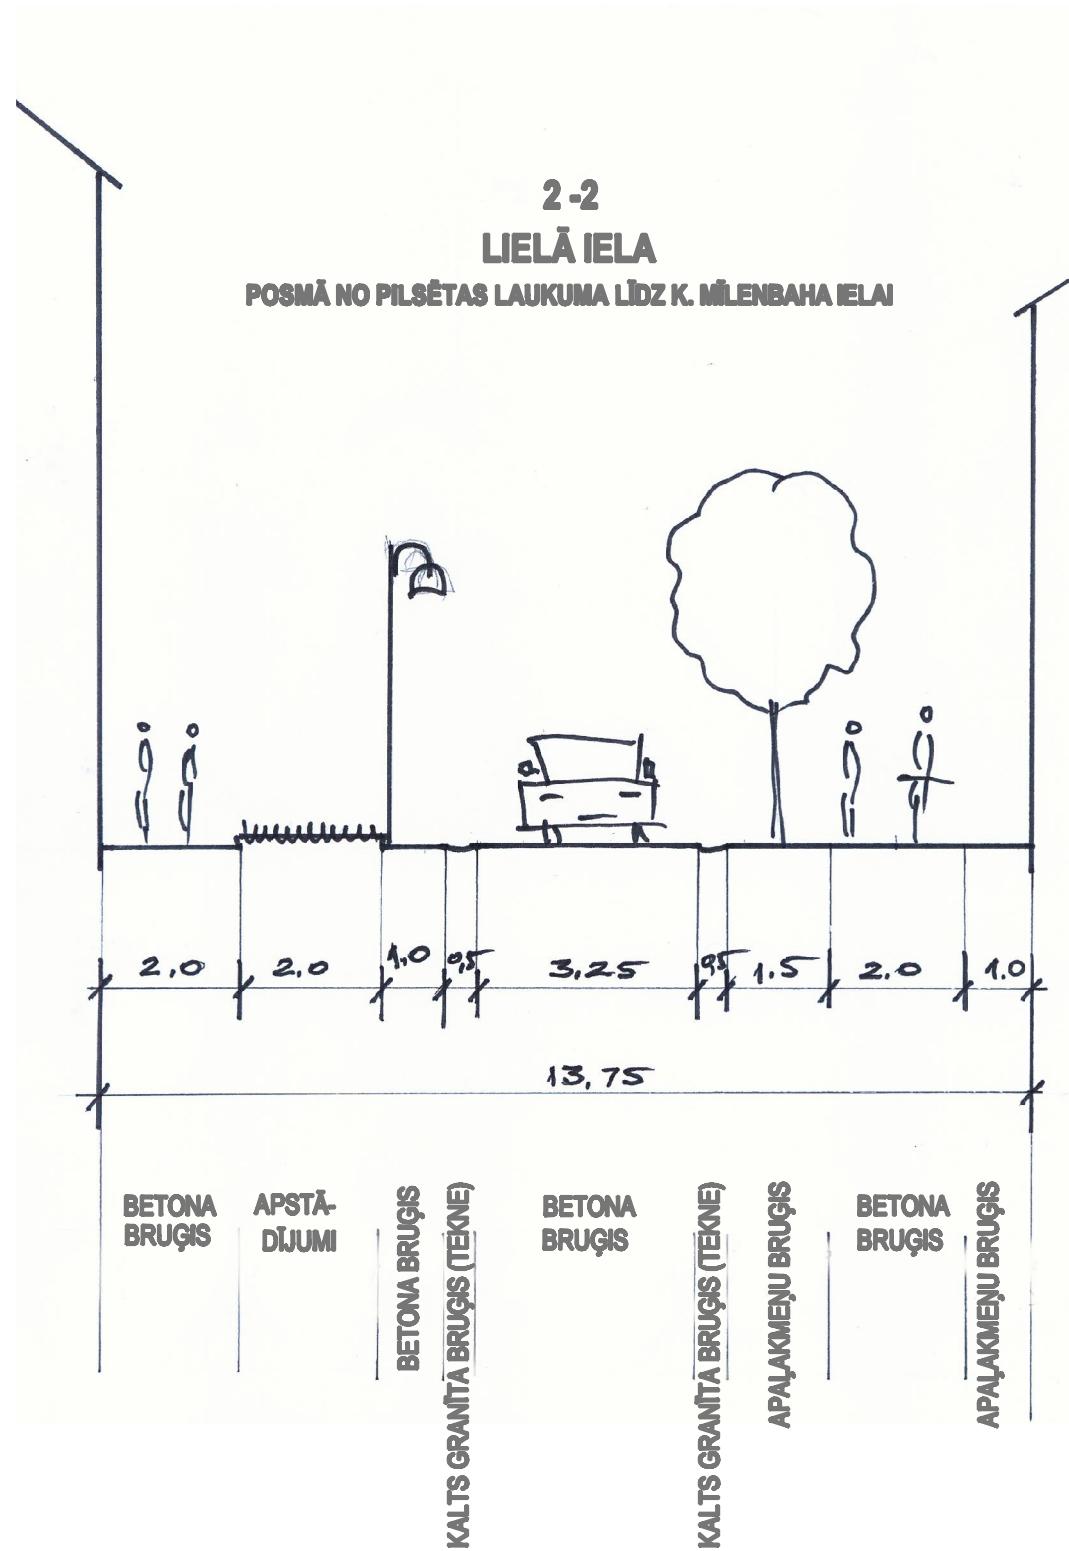 2 -2
LIELĀ IELA
POSMĀ NO PILSĒTAS LAUKUMA LĪDZ K. MĪLENBAHA IELAI
2.0
2.0
1.0
0,5
3.25
0,5
1.5
2.0
1.0
13,75
BETONA
BRUĢIS
APSTĀ-
DĪJUMI
BETONA BRUĢIS
KALTS GRANĪTA BRUĢIS (TEKNE)
BETONA
BRUĢIS
KALTS GRANĪTA BRUĢIS (TEKNE)
APAĻAKMEŅU BRUĢIS
BETONA
BRUĢIS
APAĻAKMEŅU BRUĢIS